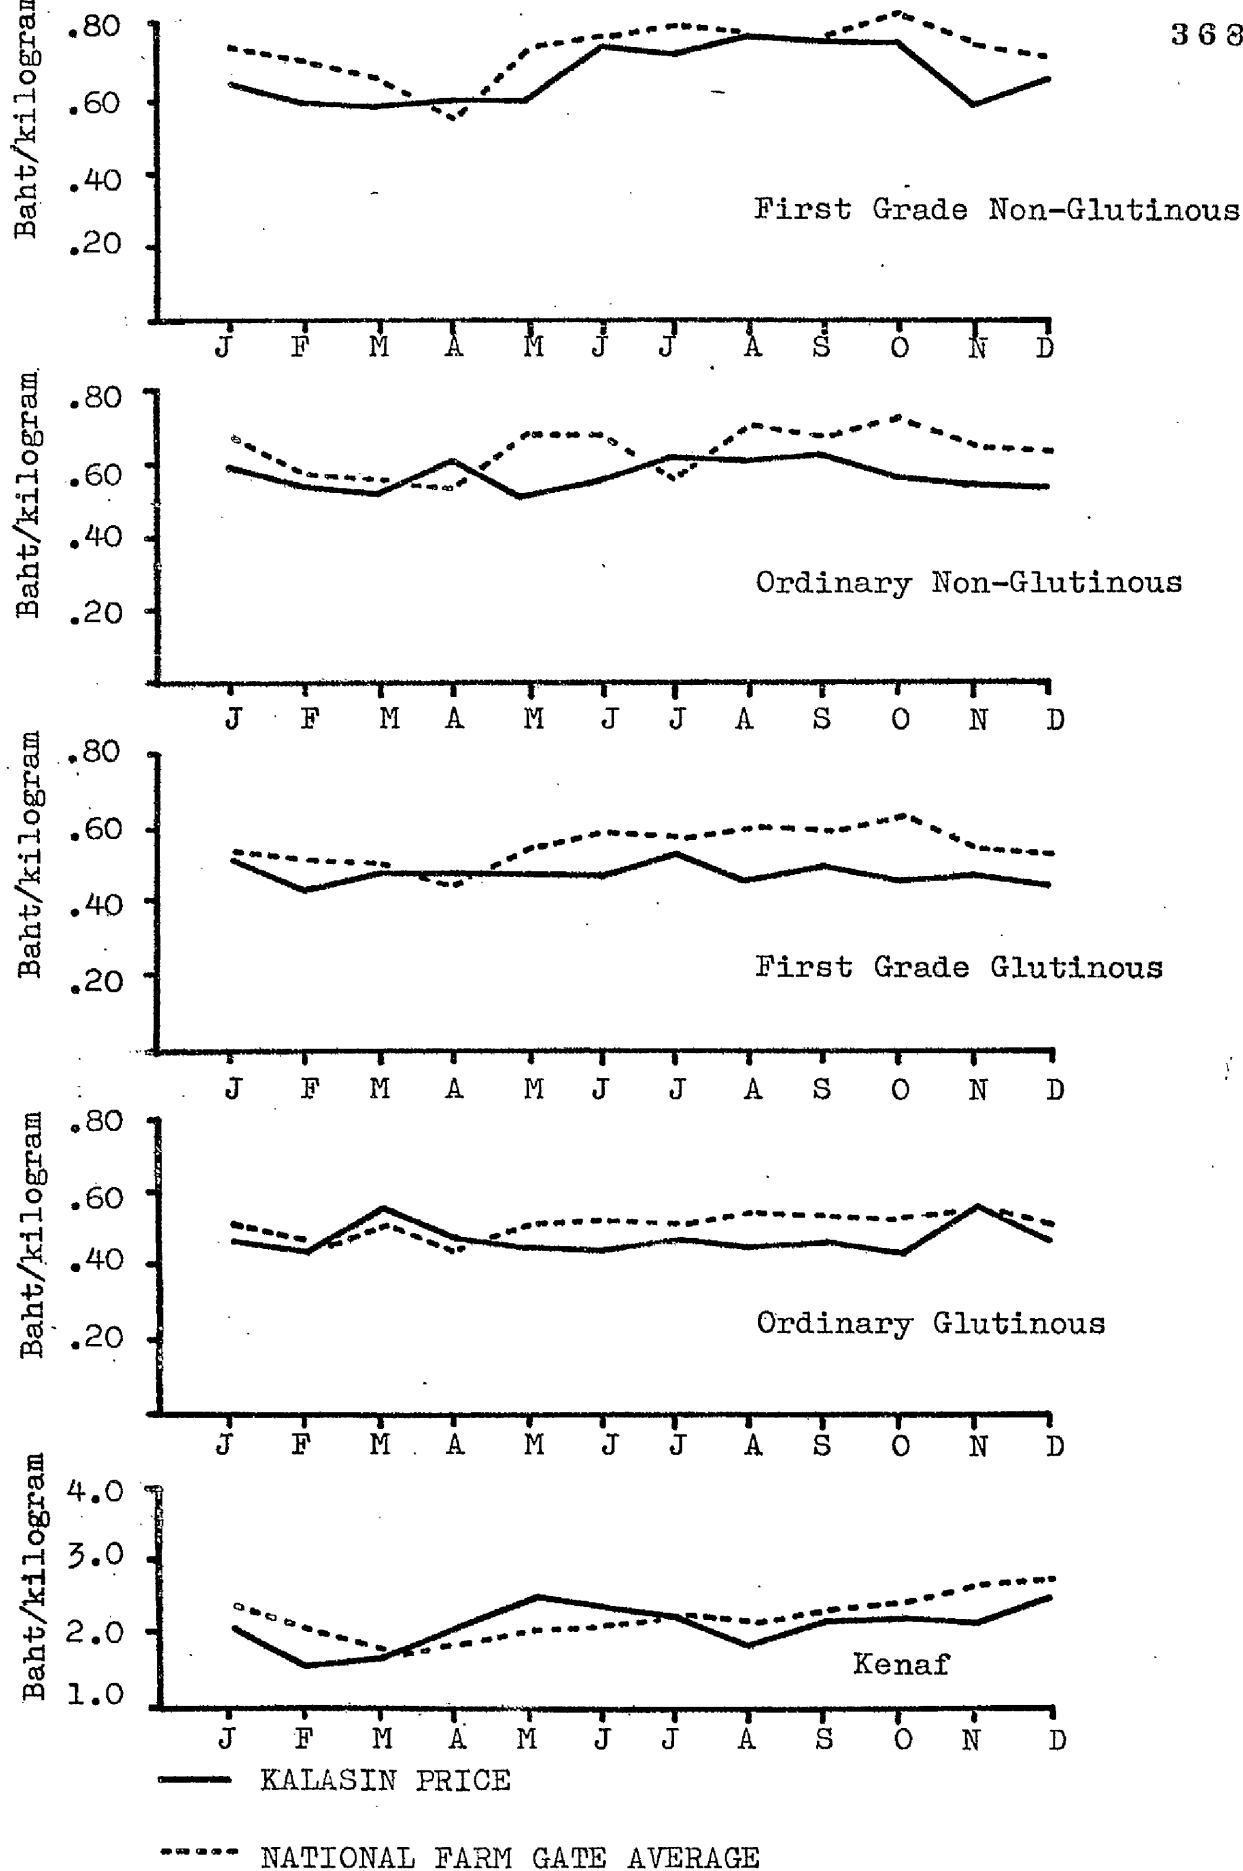 368
Baht/kilogram
.80
.60
.40
.20
First Grade Non-Glutinous
J F M A M J J A S O N D
Baht/kilogram
.80
.60
.40
.20
Ordinary Non-Glutinous
J F M A M J J A S O N D
Baht/kilogram
.80
.60
.40
.20
First Grade Glutinous
J F M A M J J A S O N D
Baht/kilogram
.80
.60
.40
.20
Ordinary Glutinous
J F M A M J J A S O N D
Baht/kilogram
4.0
3.0
2.0
1.0
Kenaf
J F M A M J J A S O N D
KALASIN PRICE
NATIONAL FARM GATE AVERAGE